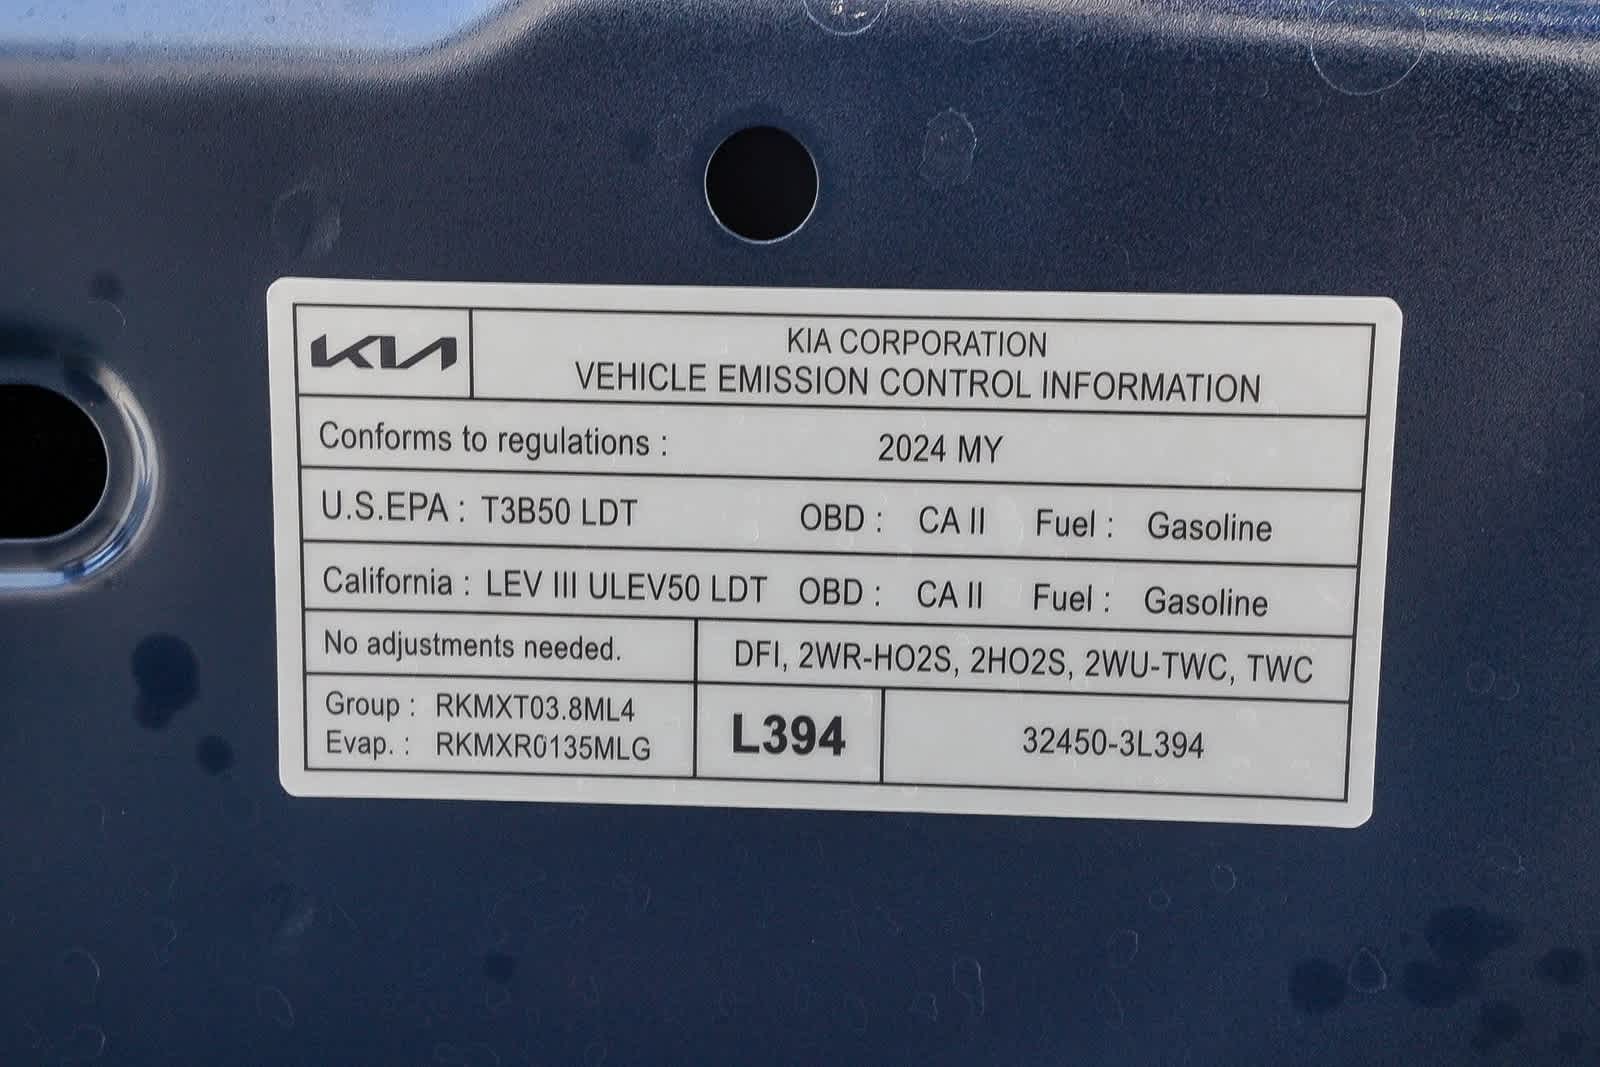 KIA
KIA CORPORATION
VEHICLE EMISSION CONTROL INFORMATION
Conforms to regulations : 2024 MY
U.S.EPA : T3B50 LDT OBD : CA II Fuel : Gasoline
California : LEV III ULEV50 LDT OBD : CA II Fuel : Gasoline
No adjustments needed. DFI, 2WR-HO2S, 2HO2S, 2WU-TWC, TWC
Group : RKMXT03.8ML4
Evap. : RKMXR0135MLG
L394
32450-3L394